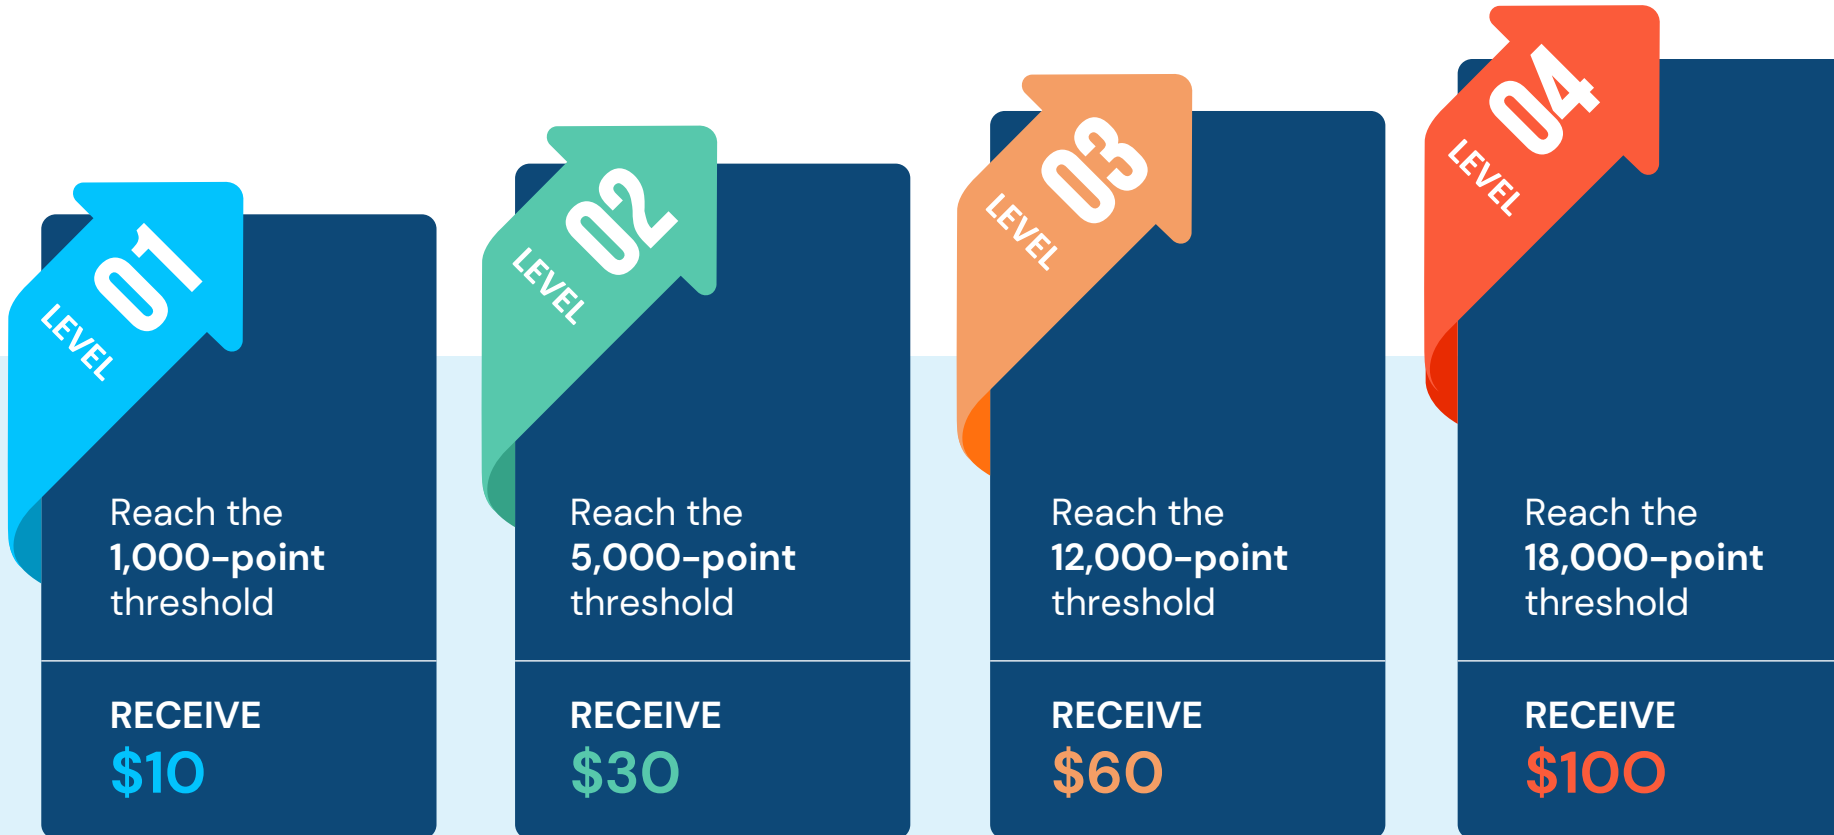 LEVEL 01
Reach the
1,000-point
threshold
RECEIVE
$10
LEVEL 02
Reach the
5,000-point
threshold
RECEIVE
$30
LEVEL 03
Reach the
12,000-point
threshold
RECEIVE
$60
LEVEL 04
Reach the
18,000-point
threshold
RECEIVE
$100